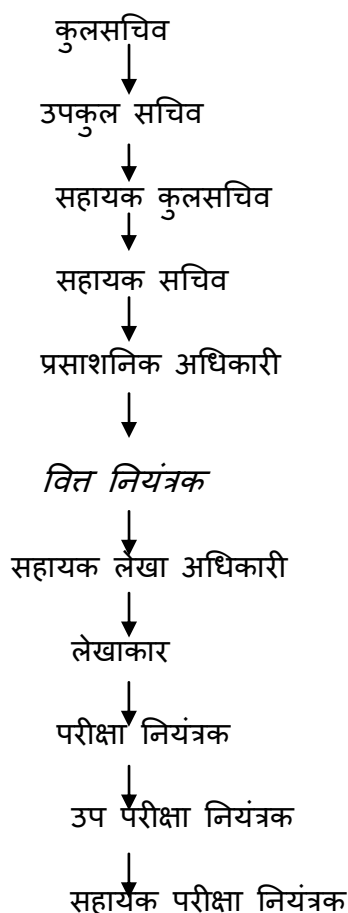 कुलसचिव
उपकुल सचिव
सहायक कुलसचिव
सहायक सचिव
प्रसाशनिक अधिकारी
वित्त नियंत्रक
सहायक लेखा अधिकारी
लेखाकार
परीक्षा नियंत्रक
उप परीक्षा नियंत्रक
सहायक परीक्षा नियंत्रक